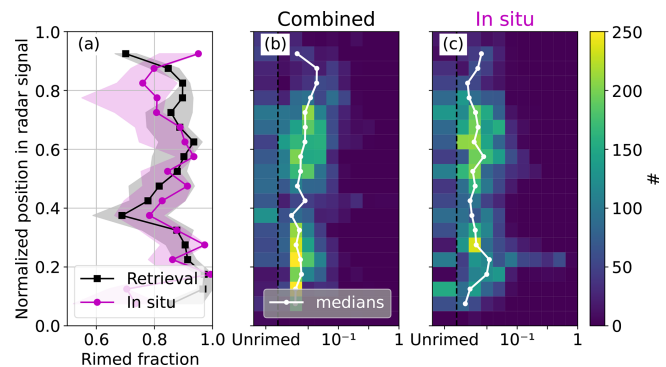 Combined
In situ
(a)
(b)
(c)
Normalized position in radar signal
1.0
0.8
0.6
0.4
0.2
0.0
Retrieval
In situ
medians
0.6
0.8
1.0
Rimed fraction
Unrimed
10⁻¹
1
Unrimed
10⁻¹
1
250
200
150
100
50
0
#